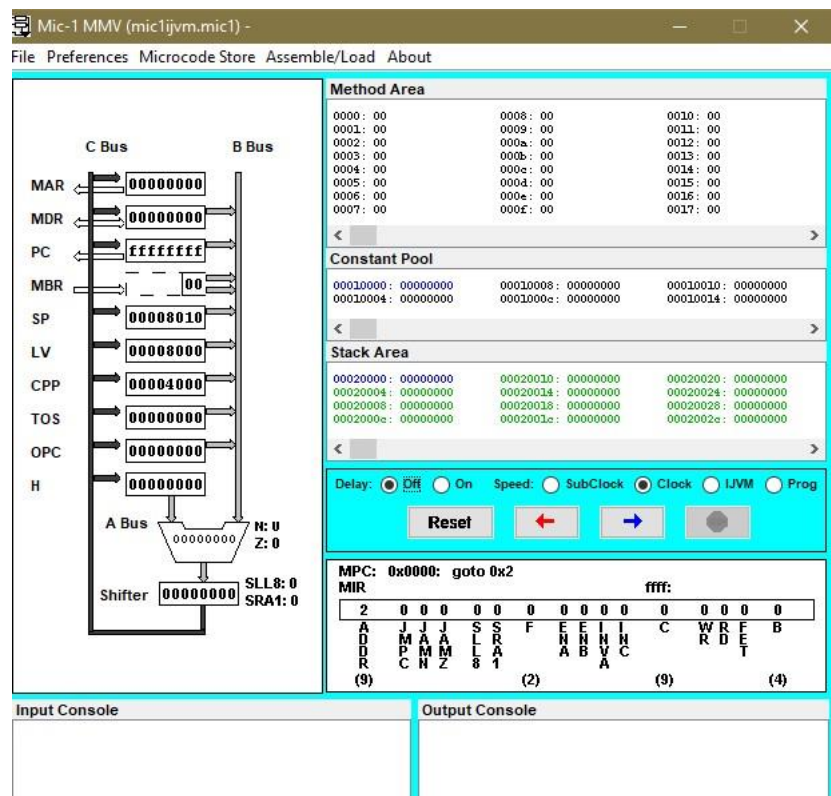 Mic-1 MMV (mic1ijvm.mic1) -
File Preferences Microcode Store Assemble/Load About
C Bus B Bus
MAR 00000000
MDR 00000000
PC ffffffff
MBR 00
SP 00008010
LV 00008000
CPP 00004000
TOS 00000000
OPC 00000000
H 00000000
A Bus
00000000
N: 0
Z: 0
Shifter 00000000
SLL8: 0
SRA1: 0
Method Area
0000: 00 0008: 00 0010: 00
0001: 00 0009: 00 0011: 00
0002: 00 000a: 00 0012: 00
0003: 00 000b: 00 0013: 00
0004: 00 000c: 00 0014: 00
0005: 00 000d: 00 0015: 00
0006: 00 000e: 00 0016: 00
0007: 00 000f: 00 0017: 00
Constant Pool
00010000: 00000000 00010008: 00000000 00010010: 00000000
00010004: 00000000 0001000c: 00000000 00010014: 00000000
Stack Area
00020000: 00000000 00020010: 00000000 00020020: 00000000
00020004: 00000000 00020014: 00000000 00020024: 00000000
00020008: 00000000 00020018: 00000000 00020028: 00000000
0002000c: 00000000 0002001c: 00000000 0002002c: 00000000
Delay: Off On Speed: SubClock Clock IJVM Prog
Reset
MPC: 0x0000: goto 0x2
MIR ffff:
2 0 0 0 0 0 0 0 0 0 0 0 0 0 0 0
ADDR JMPC JAMN JAMZ SLL8 SRA1 F ENA ENB INVA INC C WR RD FET B
(9) (2) (9) (4)
Input Console
Output Console